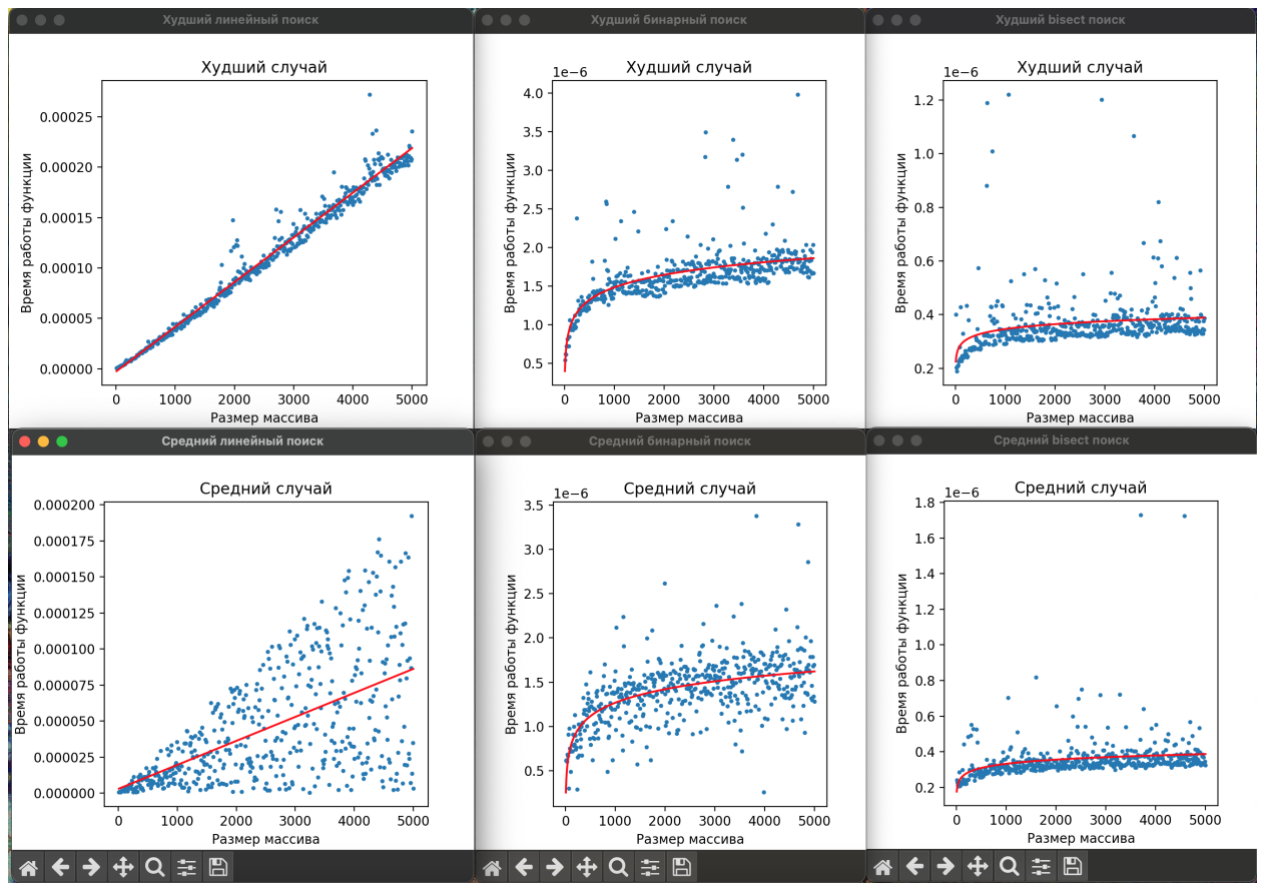 Худший линейный поиск
Худший случай
0.00025
0.00020
0.00015
0.00010
0.00005
0.00000
Время работы функции
0 1000 2000 3000 4000 5000
Размер массива
Худший бинарный поиск
1e−6
Худший случай
4.0
3.5
3.0
2.5
2.0
1.5
1.0
0.5
Время работы функции
0 1000 2000 3000 4000 5000
Размер массива
Худший bisect поиск
1e−6
Худший случай
1.2
1.0
0.8
0.6
0.4
0.2
Время работы функции
0 1000 2000 3000 4000 5000
Размер массива
Средний линейный поиск
Средний случай
0.000200
0.000175
0.000150
0.000125
0.000100
0.000075
0.000050
0.000025
0.000000
Время работы функции
0 1000 2000 3000 4000 5000
Размер массива
Средний бинарный поиск
1e−6
Средний случай
3.5
3.0
2.5
2.0
1.5
1.0
0.5
Время работы функции
0 1000 2000 3000 4000 5000
Размер массива
Средний bisect поиск
1e−6
Средний случай
1.8
1.6
1.4
1.2
1.0
0.8
0.6
0.4
0.2
Время работы функции
0 1000 2000 3000 4000 5000
Размер массива